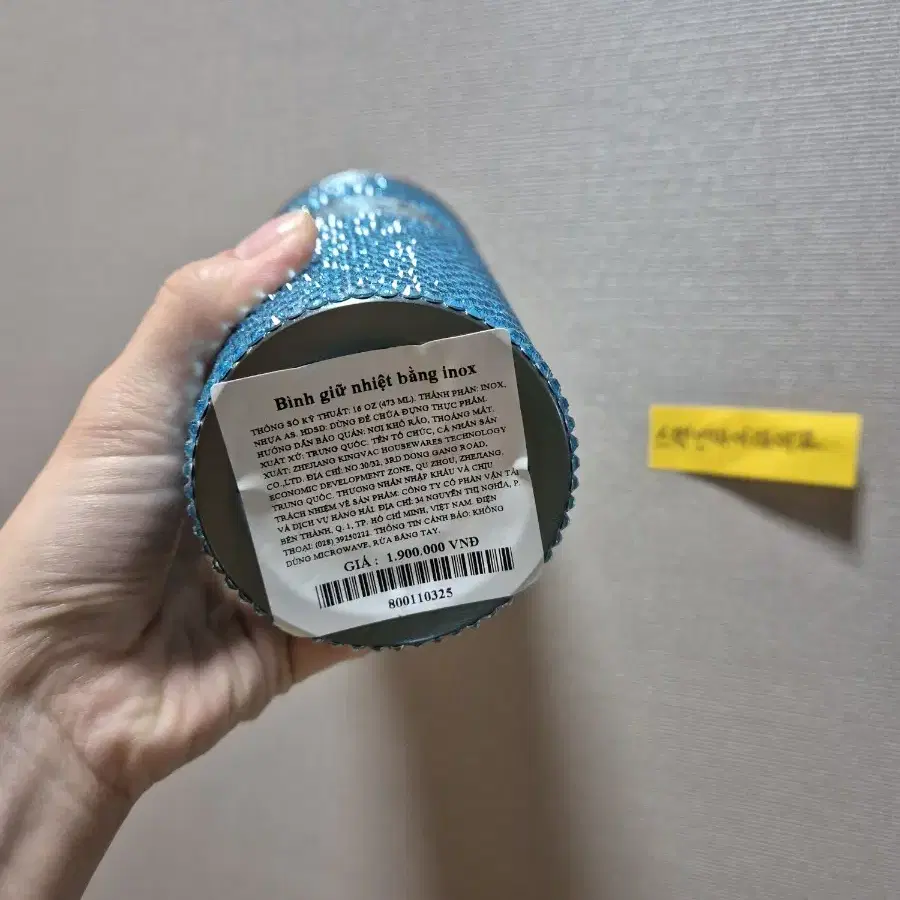 Bình giữ nhiệt bằng inox
THÔNG SỐ KỸ THUẬT: 16 OZ (473 ML). THÀNH PHẦN: INOX,
NHỰA AS. HDSD: DÙNG ĐỂ CHỨA ĐỰNG THỰC PHẨM.
HƯỚNG DẪN BẢO QUẢN: NƠI KHÔ RÁO, THOÁNG MÁT.
XUẤT XỨ: TRUNG QUỐC. TÊN TỔ CHỨC, CÁ NHÂN SẢN
XUẤT: ZHEJIANG KINGVAC HOUSEWARES TECHNOLOGY
CO.,LTD. ĐỊA CHỈ: NO 30/32, 3RD DONG GANG ROAD,
ECONOMIC DEVELOPMENT ZONE, QU ZHOU, ZHEJIANG,
TRUNG QUỐC. THƯƠNG NHÂN NHẬP KHẨU VÀ CHỊU
TRÁCH NHIỆM VỀ SẢN PHẨM: CÔNG TY CỔ PHẦN VẬN TẢI
VÀ DỊCH VỤ HÀNG HẢI. ĐỊA CHỈ: 34 NGUYỄN THỊ NGHĨA, P.
BẾN THÀNH, Q. 1, TP. HỒ CHÍ MINH, VIỆT NAM. ĐIỆN
THOẠI: (028) 39250222. THÔNG TIN CẢNH BÁO: KHÔNG
DÙNG MICROWAVE, RỬA BẰNG TAY.
GIÁ : 1.900.000 VNĐ
800110325